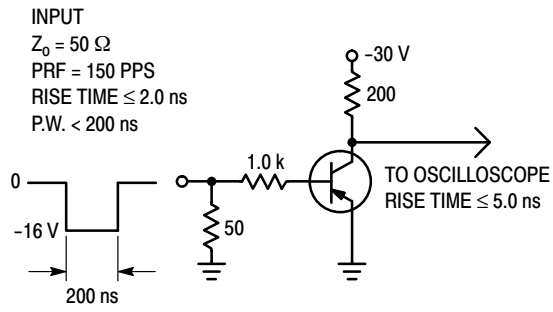 INPUT
Zo = 50 Ω
PRF = 150 PPS
RISE TIME ≤ 2.0 ns
P.W. < 200 ns
−30 V
200
1.0 k
TO OSCILLOSCOPE
RISE TIME ≤ 5.0 ns
0
50
−16 V
200 ns